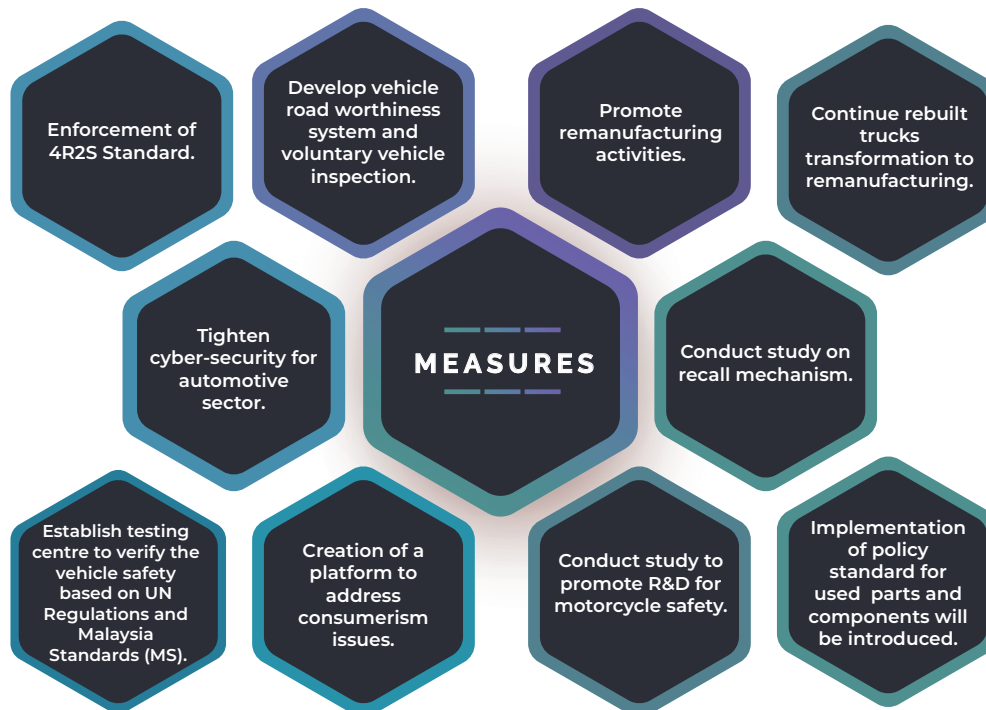 Enforcement of
4R2S Standard.
Develop vehicle
road worthiness
system and
voluntary vehicle
inspection.
Promote
remanufacturing
activities.
Continue rebuilt
trucks
transformation to
remanufacturing.
Tighten
cyber-security for
automotive
sector.
MEASURES
Conduct study on
recall mechanism.
Establish testing
centre to verify the
vehicle safety
based on UN
Regulations and
Malaysia
Standards (MS).
Creation of a
platform to
address
consumerism
issues.
Conduct study to
promote R&D for
motorcycle safety.
Implementation
of policy
standard for
used  parts and
components will
be introduced.